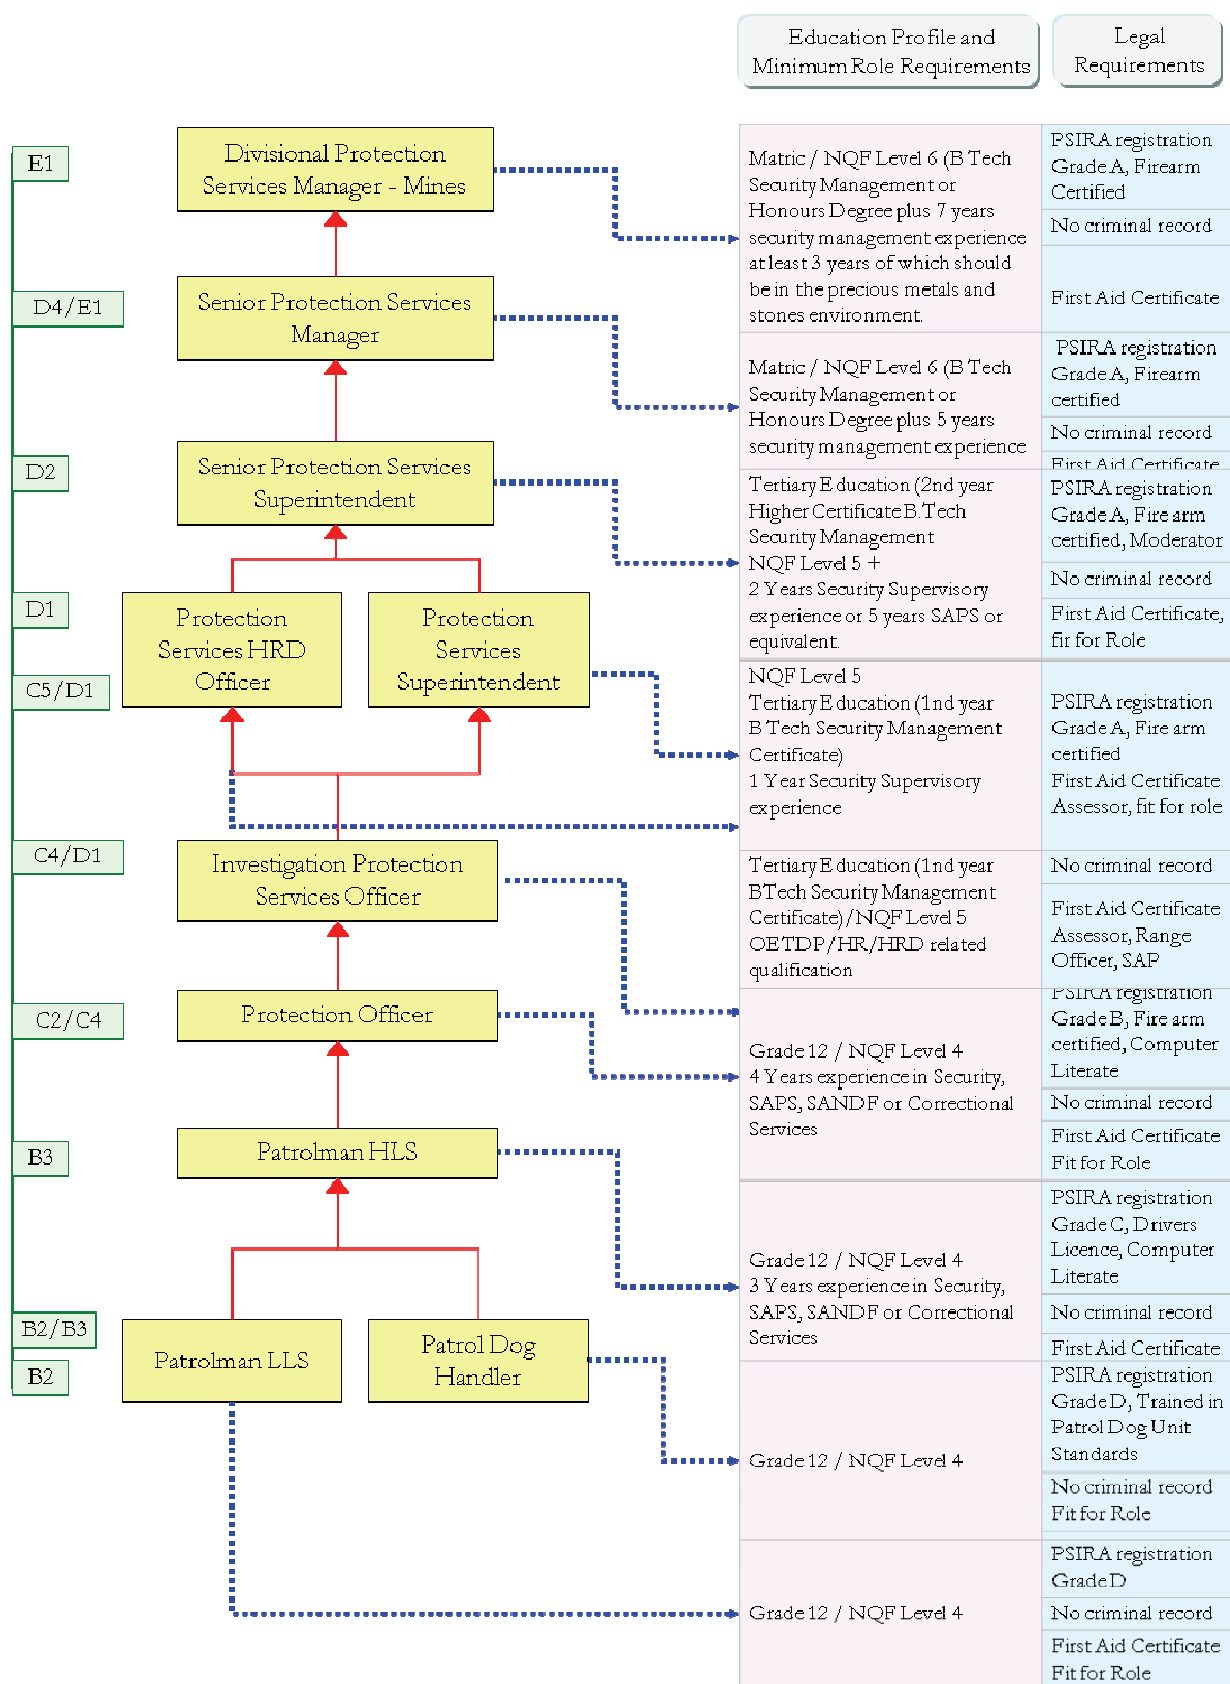 Education Profile and
Minimum Role Requirements
Legal
Requirements
E1
D4/E1
D2
D1
C5/D1
C4/D1
C2/C4
B3
B2/B3
B2
Divisional Protection
Services Manager - Mines
Senior Protection Services
Manager
Senior Protection Services
Superintendent
Protection
Services HRD
Officer
Protection
Services
Superintendent
Investigation Protection
Services Officer
Protection Officer
Patrolman HLS
Patrolman LLS
Patrol Dog
Handler
Matric / NQF Level 6 (B Tech
Security Management or
Honours Degree plus 7 years
security management experience
at least 3 years of which should
be in the precious metals and
stones environment.
PSIRA registration
Grade A, Firearm
Certified
No criminal record
First Aid Certificate
Matric / NQF Level 6 (B Tech
Security Management or
Honours Degree plus 5 years
security management experience
PSIRA registration
Grade A, Firearm
certified
No criminal record
First Aid Certificate
Tertiary Education (2nd year
Higher Certificate B.Tech
Security Management
NQF Level 5 +
2 Years Security Supervisory
experience or 5 years SAPS or
equivalent.
PSIRA registration
Grade A, Fire arm
certified, Moderator
No criminal record
First Aid Certificate,
fit for Role
NQF Level 5
Tertiary Education (1nd year
B Tech Security Management
Certificate)
1 Year Security Supervisory
experience
PSIRA registration
Grade A, Fire arm
certified
First Aid Certificate
Assessor, fit for role
Tertiary Education (1nd year
BTech Security Management
Certificate)/NQF Level 5
OETDP/HR/HRD related
qualification
No criminal record
First Aid Certificate
Assessor, Range
Officer, SAP
Grade 12 / NQF Level 4
4 Years experience in Security,
SAPS, SANDF or Correctional
Services
PSIRA registration
Grade B, Fire arm
certified, Computer
Literate
No criminal record
First Aid Certificate
Fit for Role
Grade 12 / NQF Level 4
3 Years experience in Security,
SAPS, SANDF or Correctional
Services
PSIRA registration
Grade C, Drivers
Licence, Computer
Literate
No criminal record
First Aid Certificate
Grade 12 / NQF Level 4
PSIRA registration
Grade D, Trained in
Patrol Dog Unit
Standards
No criminal record
Fit for Role
Grade 12 / NQF Level 4
PSIRA registration
Grade D
No criminal record
First Aid Certificate
Fit for Role